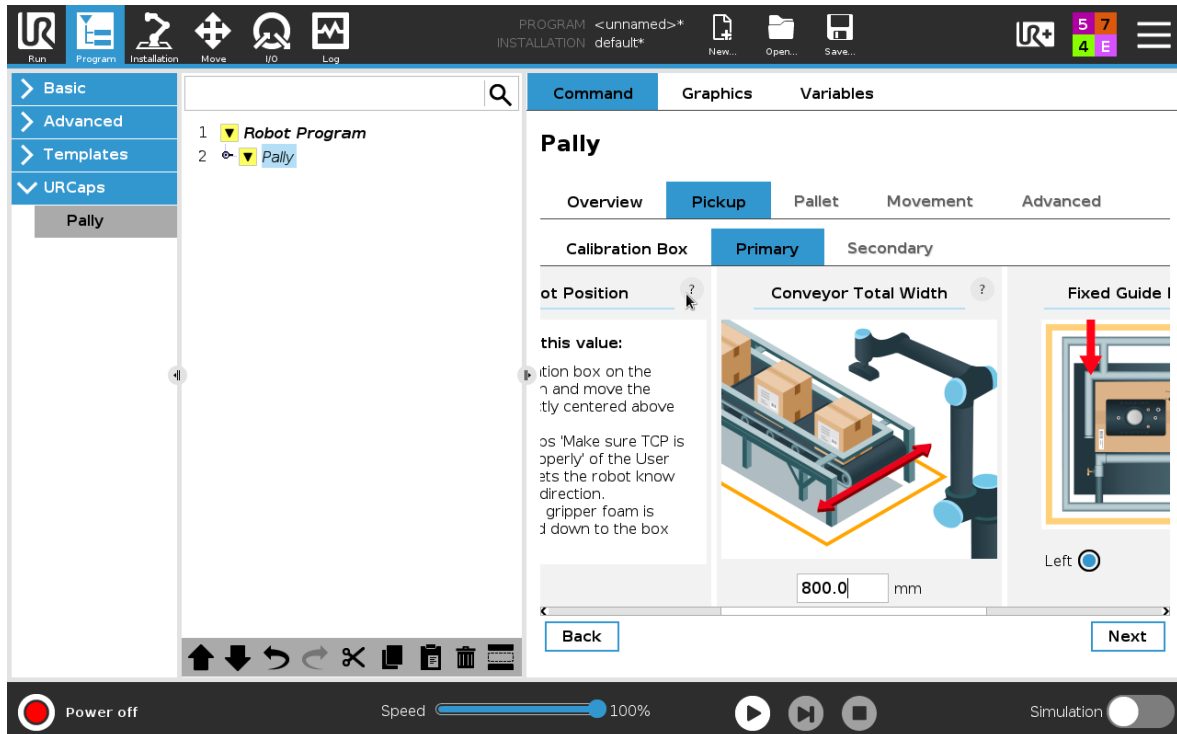 PROGRAM <unnamed>*
INSTALLATION default*
UR
UR+
5 7
4 E
Run
Program
Installation
Move
I/O
Log
New...
Open...
Save...
Basic
Advanced
Templates
URCaps
Pally
1 Robot Program
2 Pally
Command Graphics Variables
Pally
Overview Pickup Pallet Movement Advanced
Calibration Box Primary Secondary
ot Position ?
this value:
tion box on the
n and move the
tly centered above
os 'Make sure TCP is
operly' of the User
ets the robot know
direction.
gripper foam is
d down to the box
Conveyor Total Width ?
800.0 mm
Fixed Guide
Left
Back Next
Power off
Speed 100%
Simulation